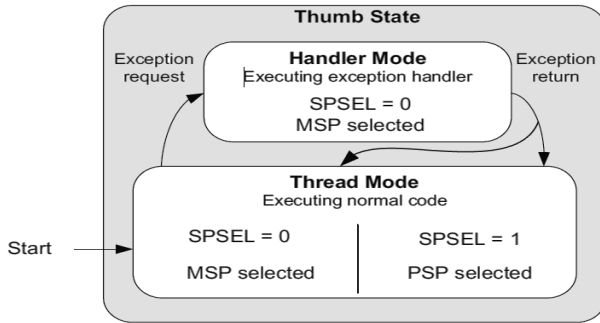 Thumb State
Handler Mode
Executing exception handler
SPSEL = 0
MSP selected
Exception
request
Exception
return
Thread Mode
Executing normal code
SPSEL = 0
MSP selected
SPSEL = 1
PSP selected
Start